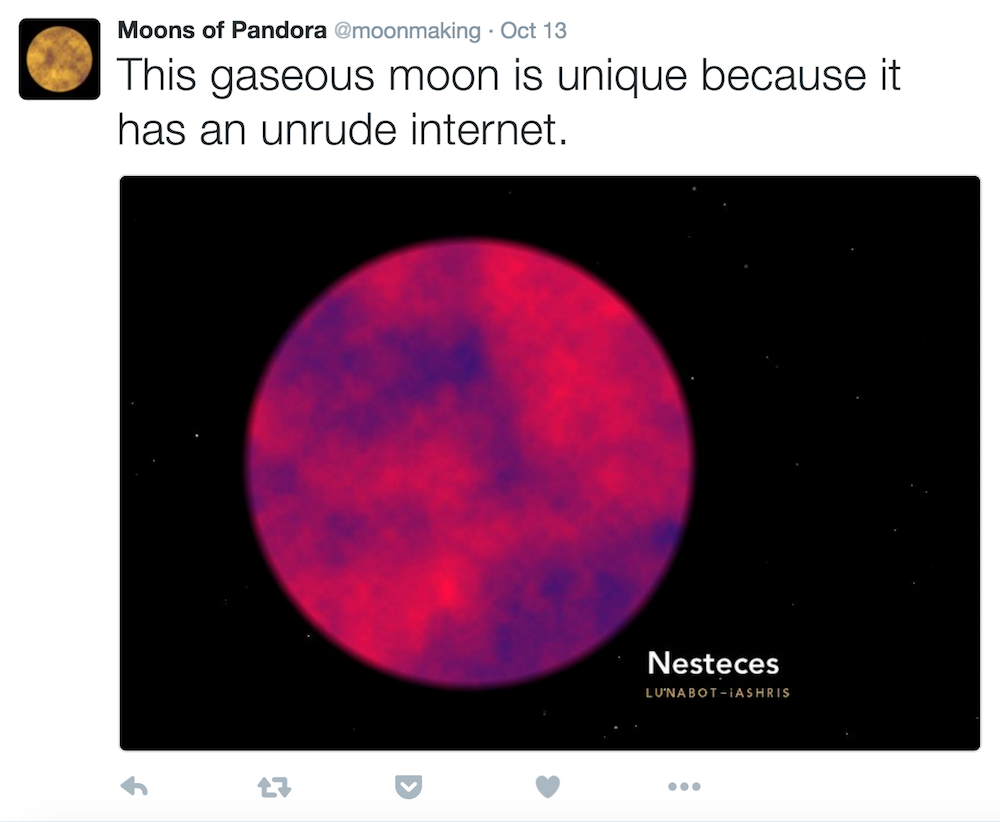 Moons of Pandora @moonmaking · Oct 13
This gaseous moon is unique because it
has an unrude internet.
Nesteces
LUNABOT-iASHRIS